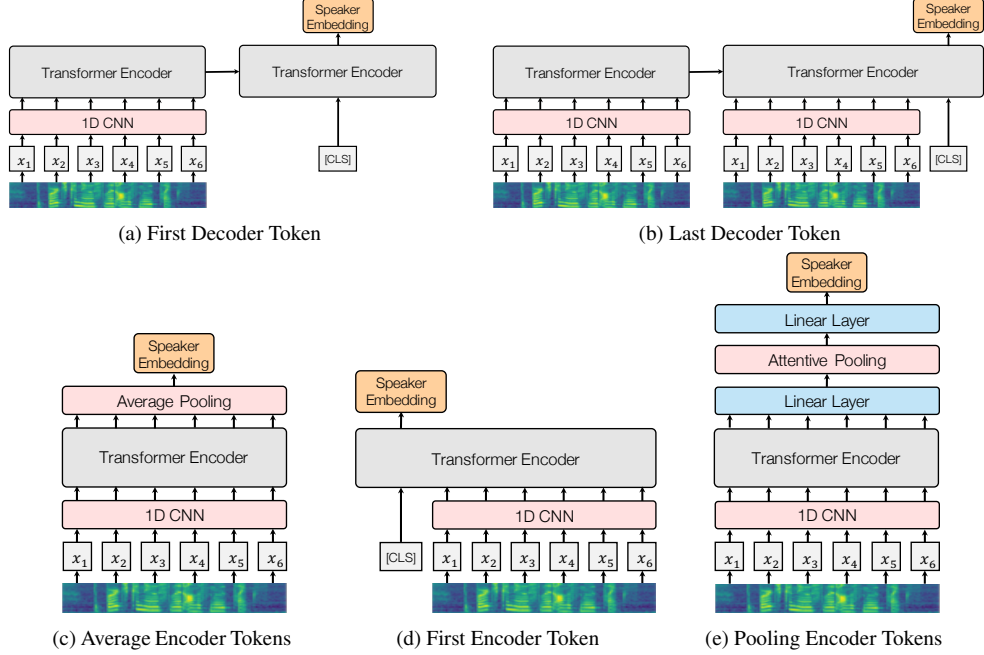 Speaker
Embedding
Transformer Encoder
Transformer Encoder
1D CNN
x₁ x₂ x₃ x₄ x₅ x₆
[CLS]
(a) First Decoder Token
Speaker
Embedding
Transformer Encoder
Transformer Encoder
1D CNN
1D CNN
x₁ x₂ x₃ x₄ x₅ x₆
x₁ x₂ x₃ x₄ x₅ x₆
[CLS]
(b) Last Decoder Token
Speaker
Embedding
Average Pooling
Transformer Encoder
1D CNN
x₁ x₂ x₃ x₄ x₅ x₆
(c) Average Encoder Tokens
Speaker
Embedding
Transformer Encoder
1D CNN
[CLS] x₁ x₂ x₃ x₄ x₅ x₆
(d) First Encoder Token
Speaker
Embedding
Linear Layer
Attentive Pooling
Linear Layer
Transformer Encoder
1D CNN
x₁ x₂ x₃ x₄ x₅ x₆
(e) Pooling Encoder Tokens